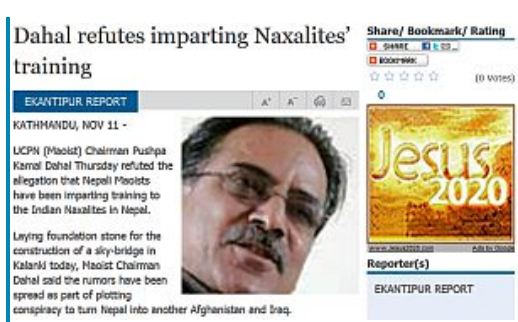 Dahal refutes imparting Naxalites'
training
EKANTIPUR REPORT
A+ A-
KATHMANDU, NOV 11 -
UCPN (Maoist) Chairman Pushpa
Kamal Dahal Thursday refuted the
allegation that Nepali Maoists
have been imparting training to
the Indian Naxalites in Nepal.
Laying foundation stone for the
construction of a sky-bridge in
Kalanki today, Maoist Chairman
Dahal said the rumors have been
spread as part of plotting
conspiracy to turn Nepal into another Afghanistan and Iraq.
Share/ Bookmark/ Rating
SHARE
BOOKMARK
(0 votes)
0
Jesus
2020
www.Jesus2020.com Ads by Google
Reporter(s)
EKANTIPUR REPORT